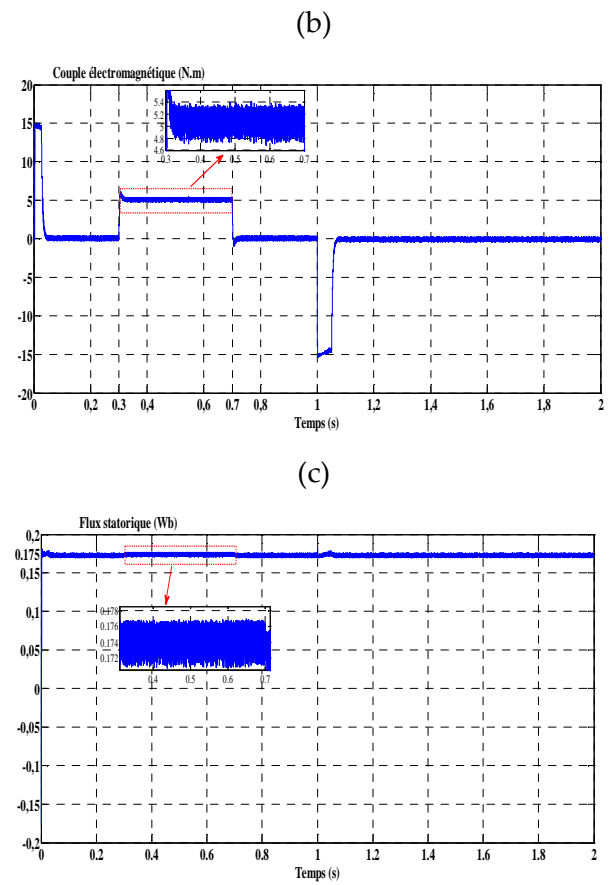 (b)
Couple électromagnétique (N.m)
20
15
10
5
0
-5
-10
-15
-20
5.4
5.2
5
4.8
4.6
0.3 0.4 0.5 0.6 0.7
0 0,2 0.3 0,4 0,6 0.7 0,8 1 1,2 1,4 1,6 1,8 2
Temps (s)
(c)
Flux statorique (Wb)
0,2
0.175
0,15
0,1
0,05
0
-0,05
-0,1
-0,15
-0,2
0.178
0.176
0.174
0.172
0.4 0.5 0.6 0.7
0 0.2 0.4 0.6 0.8 1 1.2 1.4 1.6 1.8 2
Temps (s)